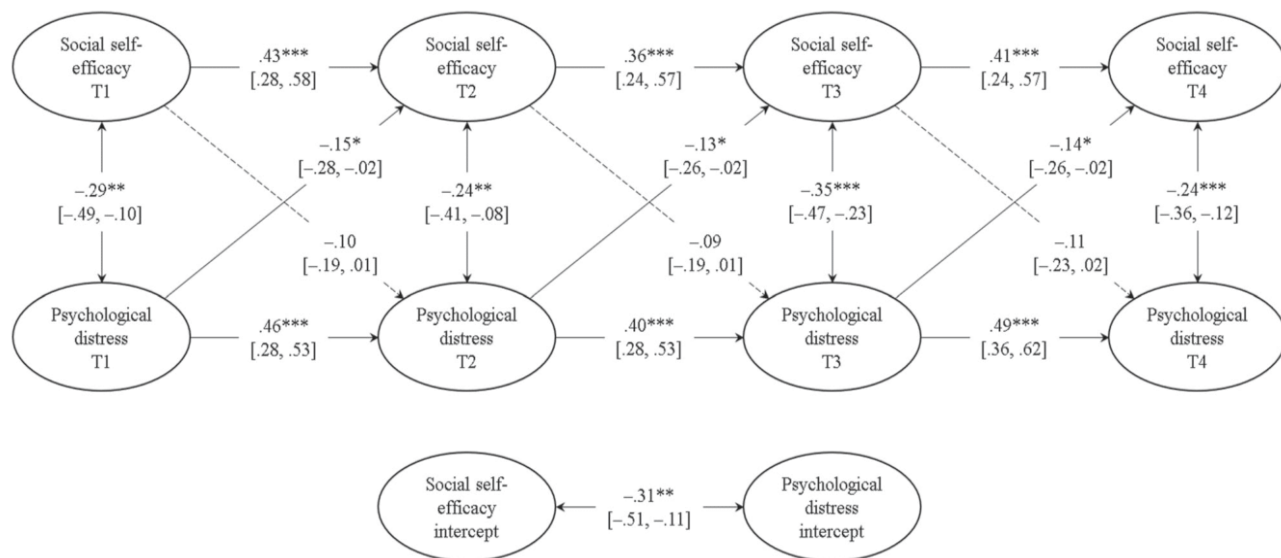 Social self-
efficacy
T1
.43***
[.28, .58]
Social self-
efficacy
T2
.36***
[.24, .57]
Social self-
efficacy
T3
.41***
[.24, .57]
Social self-
efficacy
T4
–.15*
[–.28, –.02]
–.13*
[–.26, –.02]
–.14*
[–.26, –.02]
–.29**
[–.49, –.10]
–.24**
[–.41, –.08]
–.35***
[–.47, –.23]
–.24***
[–.36, –.12]
–.10
[–.19, .01]
–.09
[–.19, .01]
–.11
[–.23, .02]
Psychological
distress
T1
.46***
[.28, .53]
Psychological
distress
T2
.40***
[.28, .53]
Psychological
distress
T3
.49***
[.36, .62]
Psychological
distress
T4
Social self-
efficacy
intercept
–.31**
[–.51, –.11]
Psychological
distress
intercept